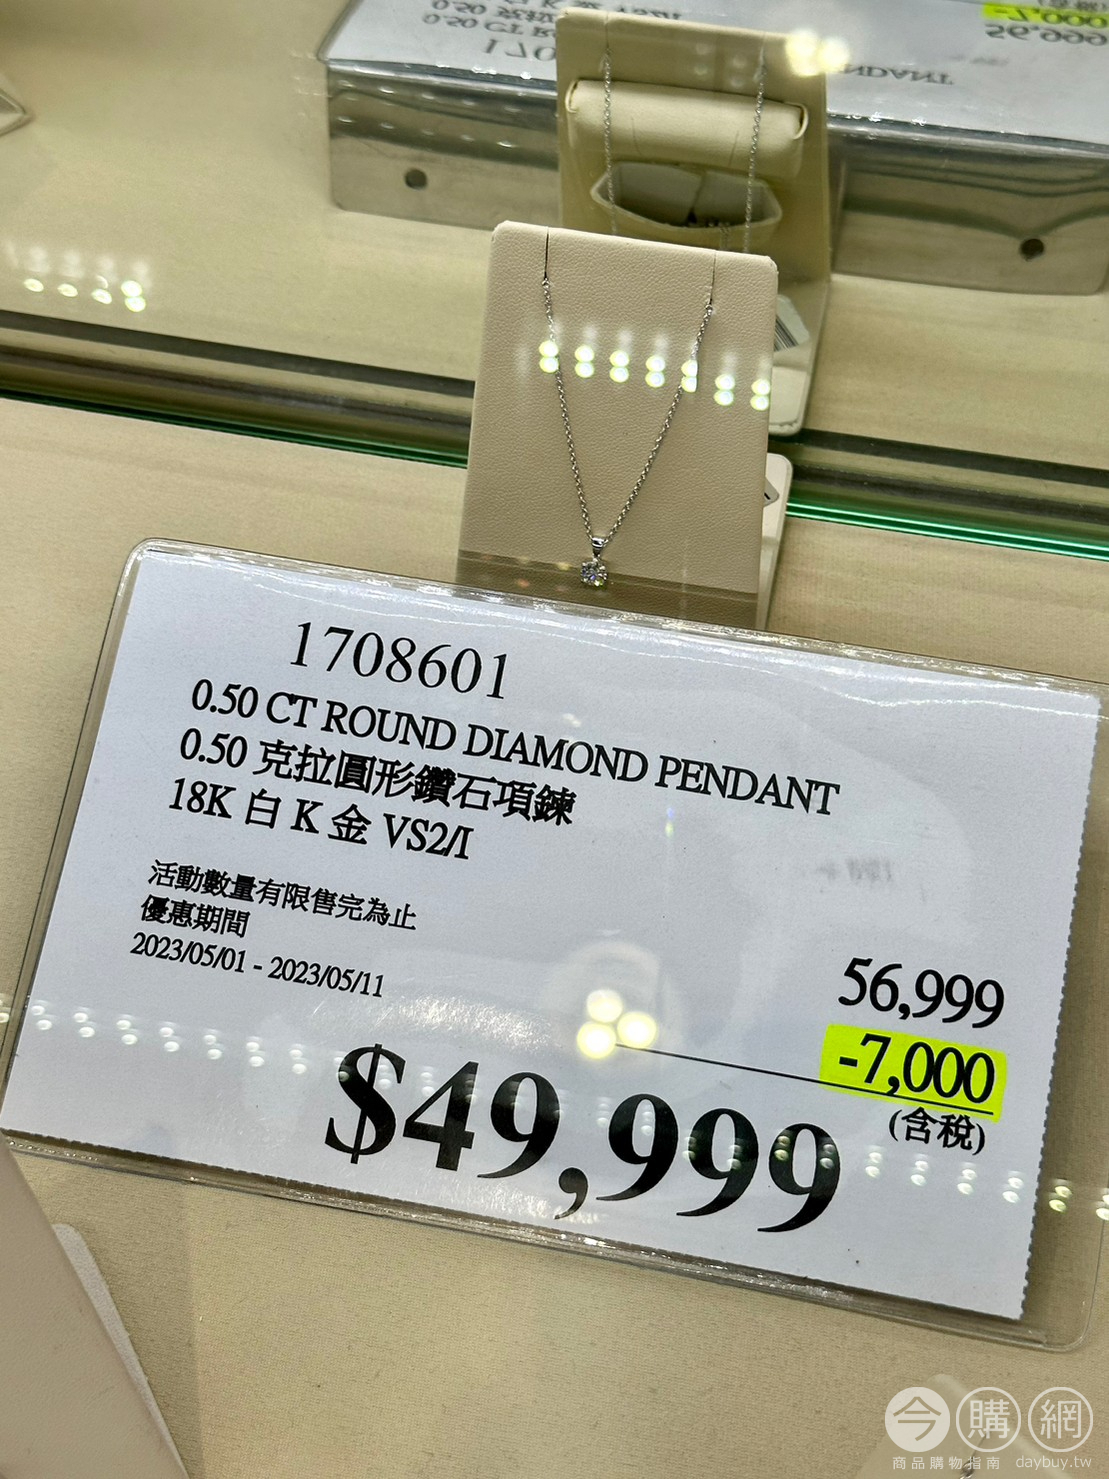 1708601
0.50 CT ROUND DIAMOND PENDANT
0.50 克拉圓形鑽石項鍊
18K 白 K 金 VS2/I
活動數量有限售完為止
優惠期間
2023/05/01 - 2023/05/11
56,999
-7,000
(含稅)
$49,999
今購網
商品購物指南 daybuy.tw